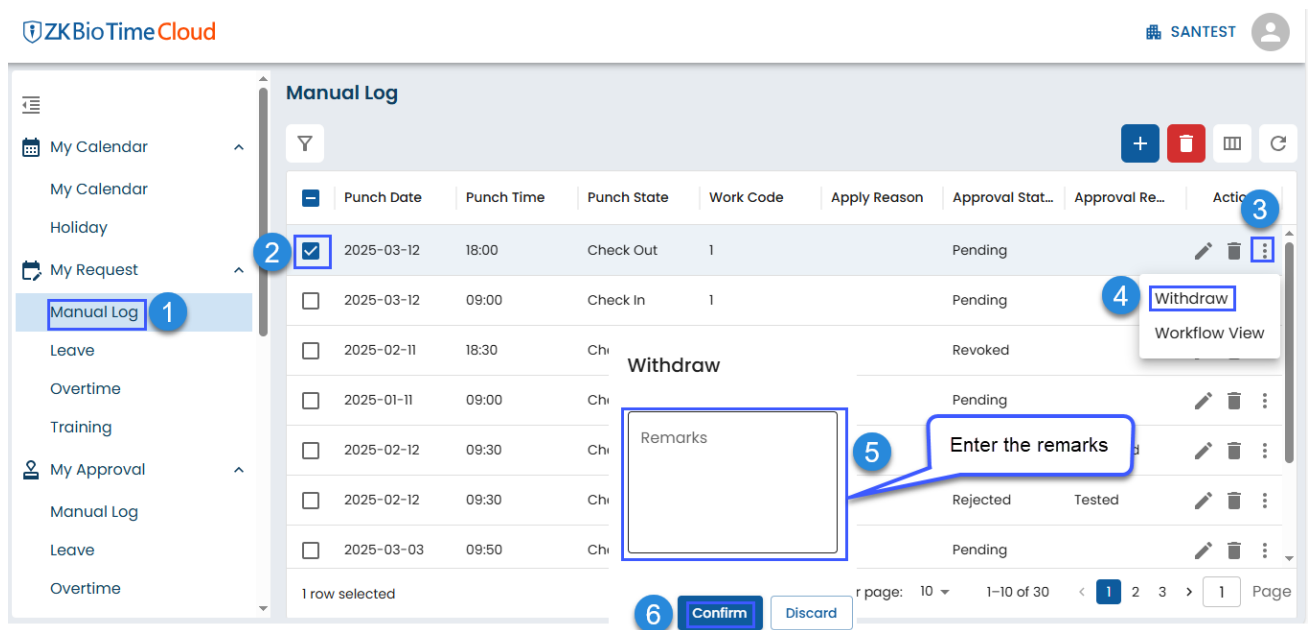 ZKBioTime Cloud
SANTEST
My Calendar
My Calendar
Holiday
My Request
Manual Log
1
Leave
Overtime
Training
My Approval
Manual Log
Leave
Overtime
Manual Log
Punch Date Punch Time Punch State Work Code Apply Reason Approval Stat... Approval Re... Actio
3
2
2025-03-12 18:00 Check Out 1 Pending
2025-03-12 09:00 Check In 1 Pending
4
Withdraw
Workflow View
2025-02-11 18:30 Revoked
2025-01-11 09:00 Pending
2025-02-12 09:30
2025-02-12 09:30 Rejected Tested
2025-03-03 09:50 Pending
Withdraw
Remarks
5
Enter the remarks
6
Confirm
Discard
1 row selected
r page: 10 1-10 of 30 < 1 2 3 > 1 Page